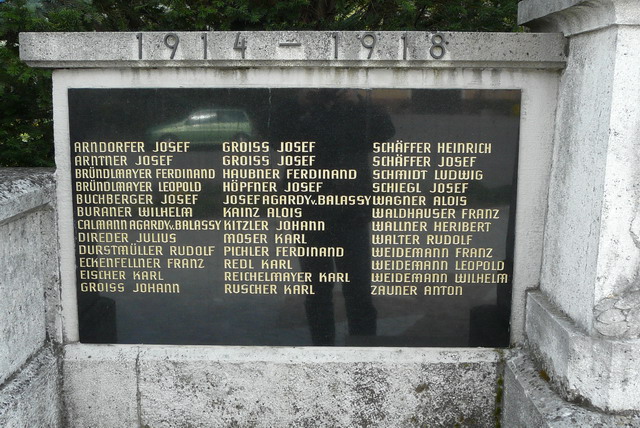 1914 – 1918
ARNDORFER JOSEF
ARNTNER JOSEF
BRÜNDLMAYER FERDINAND
BRÜNDLMAYER LEOPOLD
BUCHBERGER JOSEF
BURANER WILHELM
CALMANN AGARDY v. BALASSY
DIREDER JULIUS
DURSTMÜLLER RUDOLF
ECKENFELLNER FRANZ
EISCHER KARL
GROISS JOHANN
GROISS JOSEF
GROISS JOSEF
HAUBNER FERDINAND
HÖPFNER JOSEF
JOSEF AGARDY v. BALASSY
KAINZ ALOIS
KITZLER JOHANN
MOSER KARL
PICHLER FERDINAND
REDL KARL
REICHELMAYER KARL
RUSCHER KARL
SCHÄFFER HEINRICH
SCHÄFFER JOSEF
SCHMIDT LUDWIG
SCHIEGL JOSEF
WAGNER ALOIS
WALDHAUSER FRANZ
WALLNER HERIBERT
WALTER RUDOLF
WEIDEMANN FRANZ
WEIDEMANN LEOPOLD
WEIDEMANN WILHELM
ZAUNER ANTON